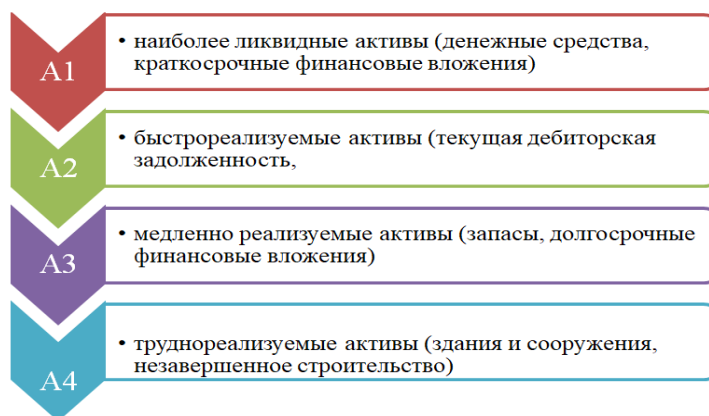 А1
• наиболее ликвидные активы (денежные средства,
краткосрочные финансовые вложения)
А2
• быстрореализуемые активы (текущая дебиторская
задолженность,
А3
• медленно реализуемые активы (запасы, долгосрочные
финансовые вложения)
А4
• труднореализуемые активы (здания и сооружения,
незавершенное строительство)